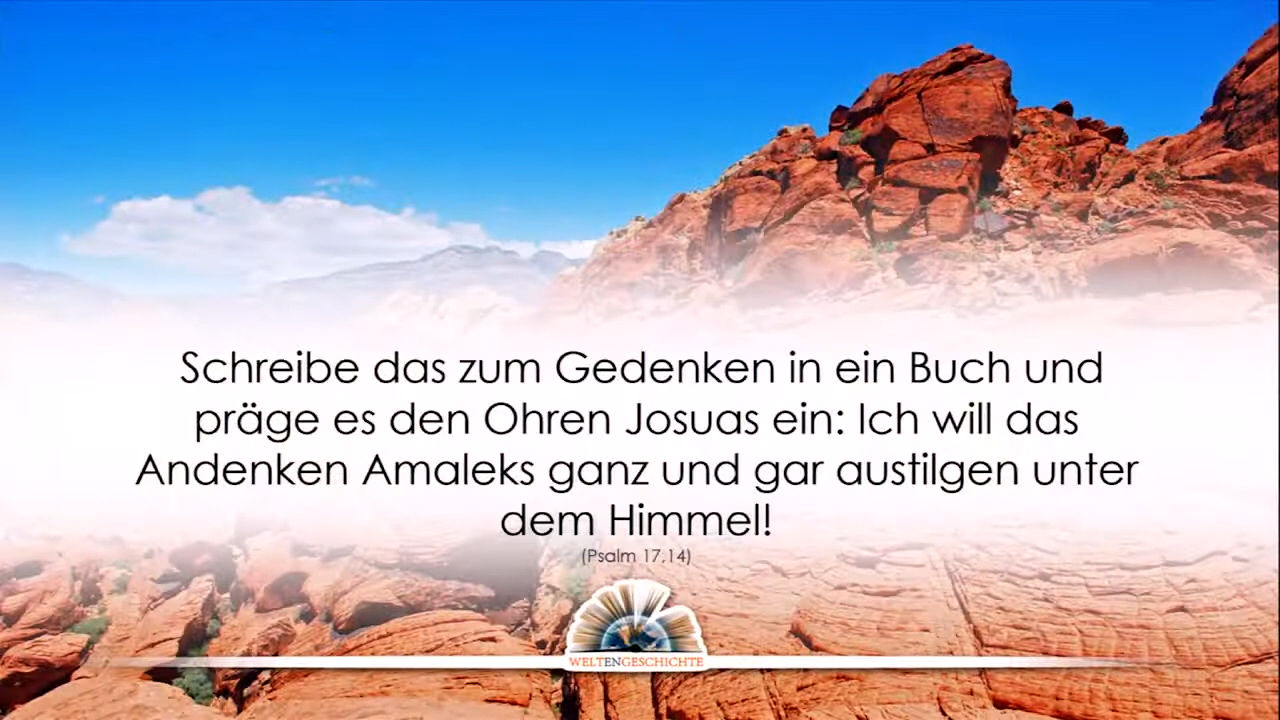 Schreibe das zum Gedenken in ein Buch und
präge es den Ohren Josuas ein: Ich will das
Andenken Amaleks ganz und gar austilgen unter
dem Himmel!
(Psalm 17,14)
WELTENGESCHICHTE